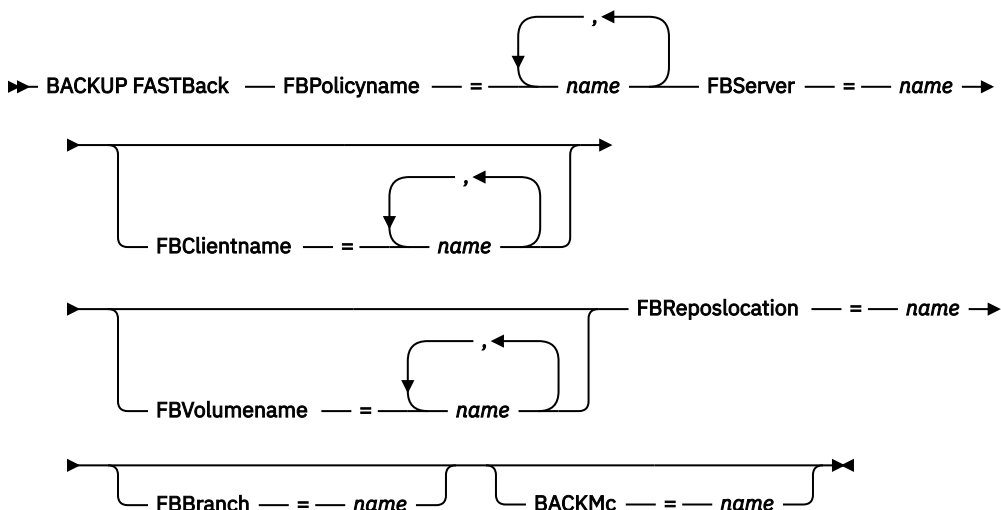 ,
BACKUP FASTBack FBPolicyname = name FBServer = name
,
FBClientname = name
FBReposlocation = name
,
FBVolumename = name
FBBranch = name BACKMc = name